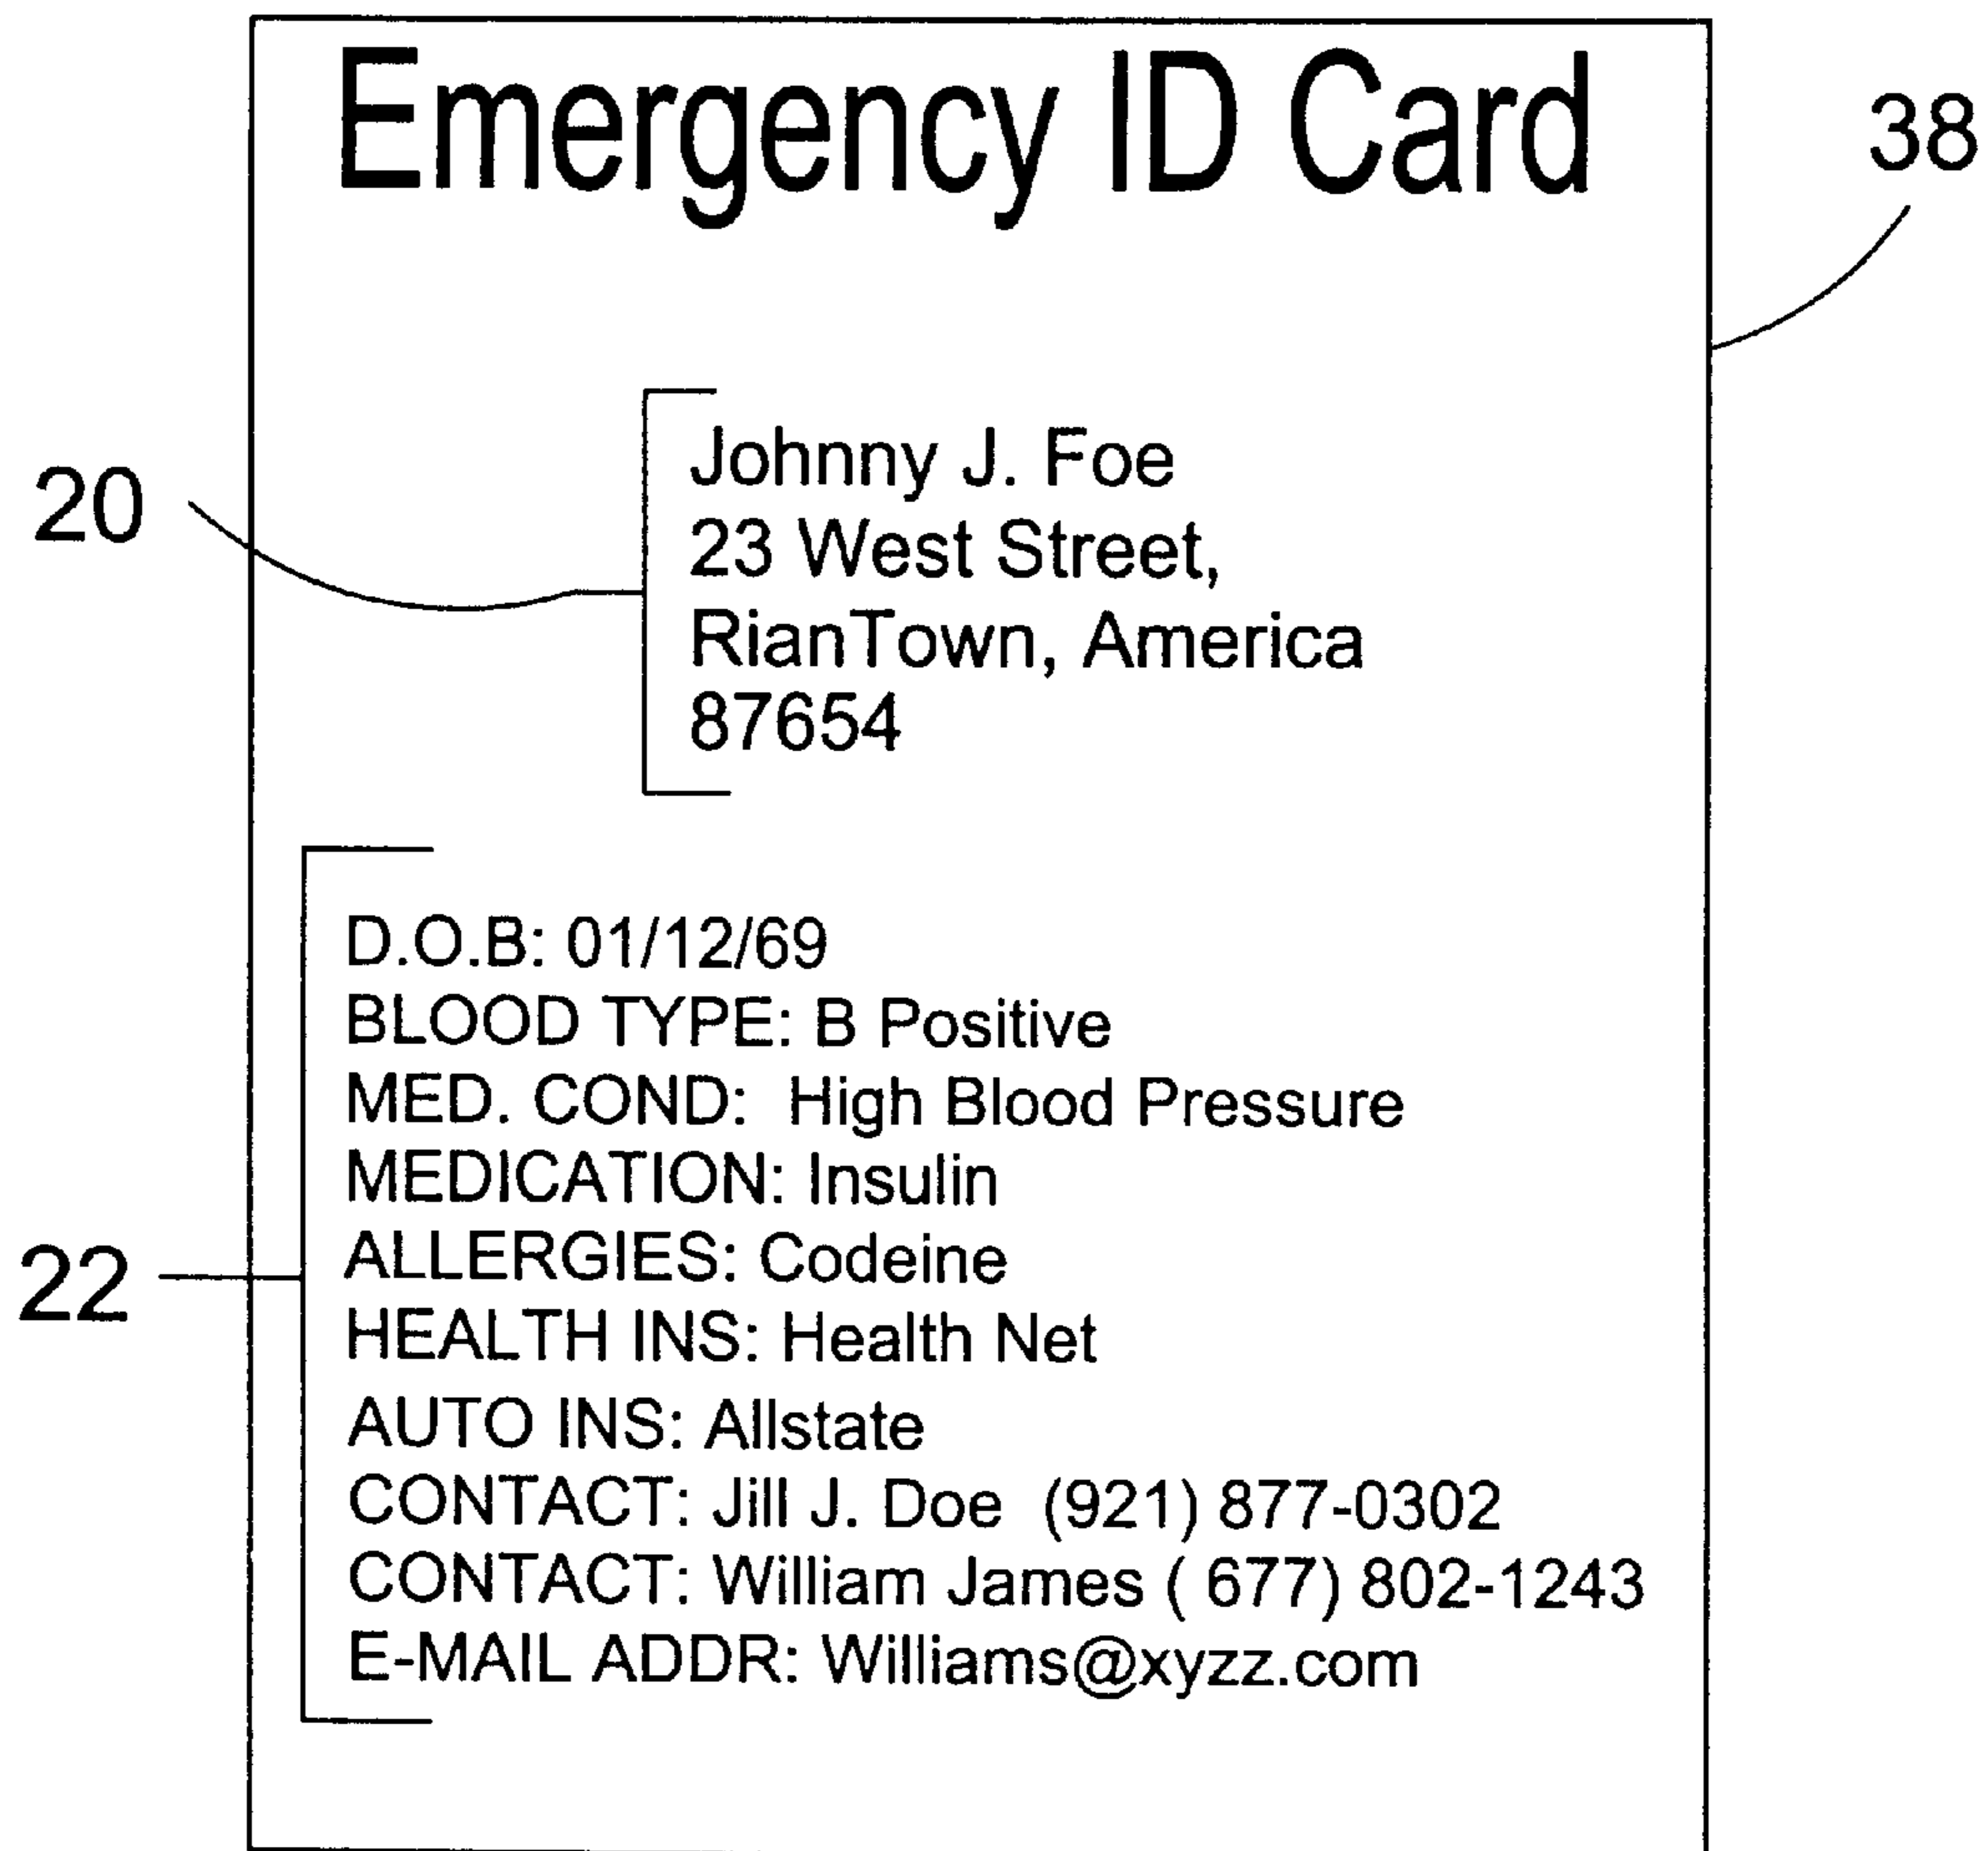 Emergency ID Card
38
20
Johnny J. Foe
23 West Street,
RianTown, America
87654
22
D.O.B: 01/12/69
BLOOD TYPE: B Positive
MED. COND: High Blood Pressure
MEDICATION: Insulin
ALLERGIES: Codeine
HEALTH INS: Health Net
AUTO INS: Allstate
CONTACT: Jill J. Doe (921) 877-0302
CONTACT: William James ( 677) 802-1243
E-MAIL ADDR: Williams@xyzz.com